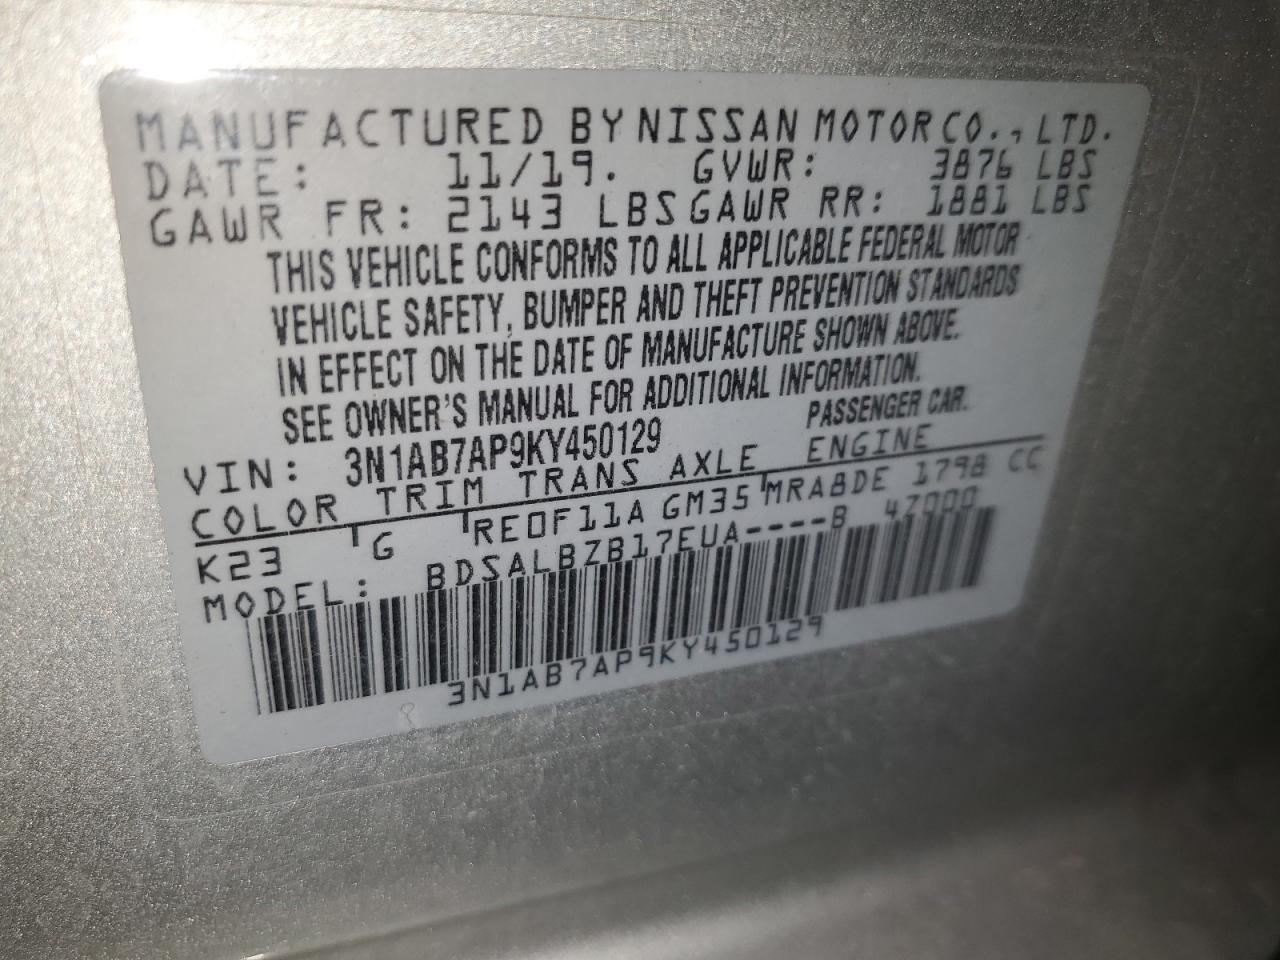 MANUFACTURED BY NISSAN MOTOR CO., LTD.
DATE: 11/19. GVWR: 3876 LBS
GAWR FR: 2143 LBS GAWR RR: 1881 LBS
THIS VEHICLE CONFORMS TO ALL APPLICABLE FEDERAL MOTOR
VEHICLE SAFETY, BUMPER AND THEFT PREVENTION STANDARDS
IN EFFECT ON THE DATE OF MANUFACTURE SHOWN ABOVE.
SEE OWNER'S MANUAL FOR ADDITIONAL INFORMATION.
VIN: 3N1AB7AP9KY450129 PASSENGER CAR.
COLOR TRIM TRANS AXLE ENGINE
K23 G RE0F11A GM35 MRA8DE 1798 CC
MODEL: BDSALBZB17EUA----B 47000
3N1AB7AP9KY450129